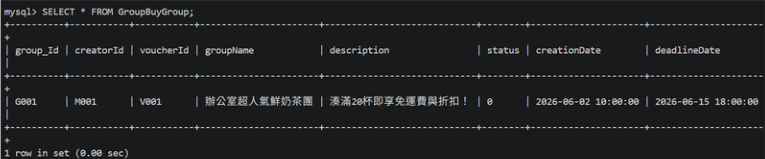 mysql> SELECT * FROM GroupBuyGroup;
+----------+-----------+-----------+--------------------+--------------------------+--------+---------------------+---------------------+
| group_Id | creatorId | voucherId | groupName | description | status | creationDate | deadlineDate |
+----------+-----------+-----------+--------------------+--------------------------+--------+---------------------+---------------------+
| G001 | M001 | V001 | 辦公室超人氣鮮奶茶團 | 湊滿20杯即享免運費與折扣！ | 0 | 2026-06-02 10:00:00 | 2026-06-15 18:00:00 |
+----------+-----------+-----------+--------------------+--------------------------+--------+---------------------+---------------------+
1 row in set (0.00 sec)